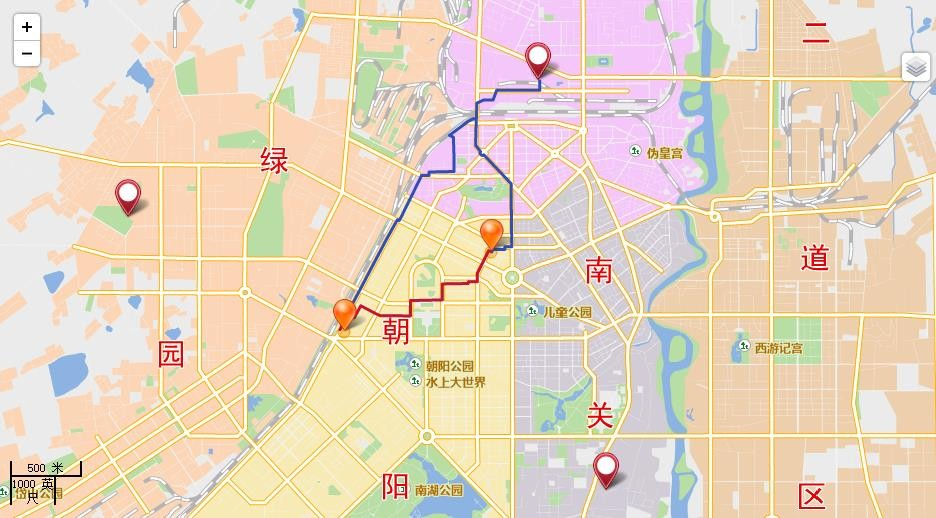 +
−
二
绿
伪皇宫
道
南
儿童公园
朝
西游记宫
园
朝阳公园
水上大世界
关
500 米
1000 英尺
公园
阳
南湖公园
区